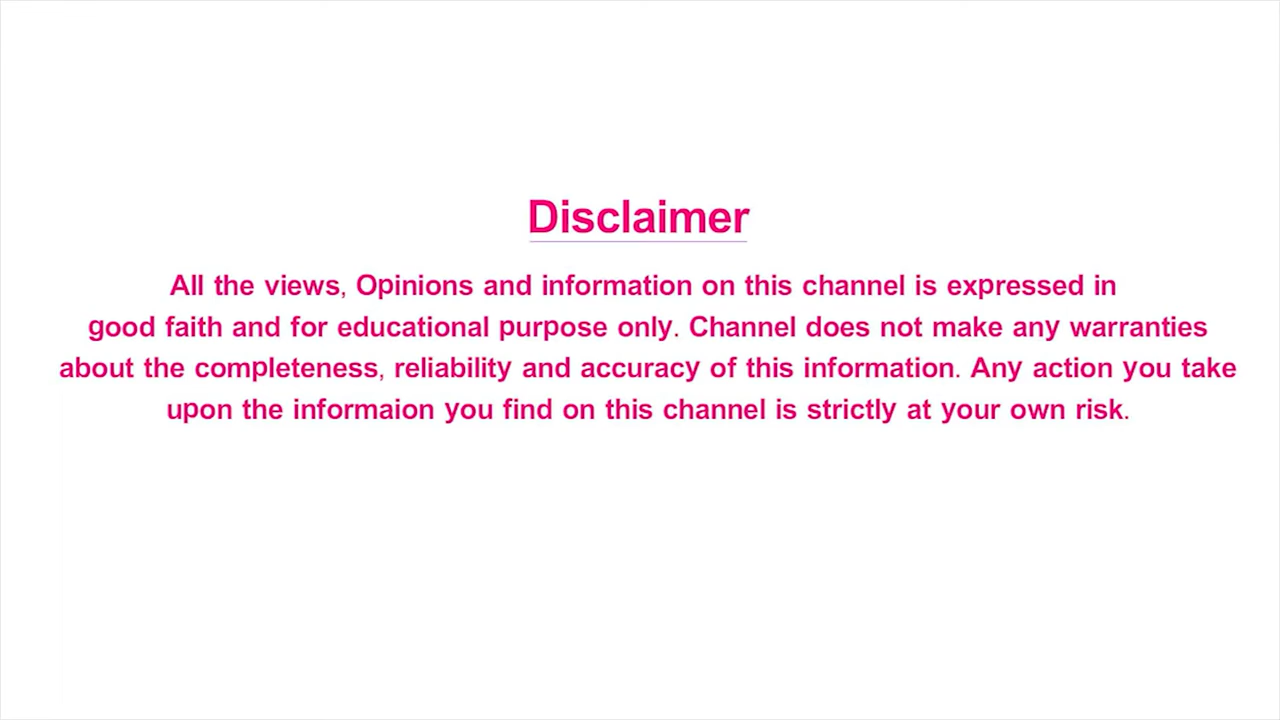 Disclaimer
All the views, Opinions and information on this channel is expressed in
good faith and for educational purpose only. Channel does not make any warranties
about the completeness, reliability and accuracy of this information. Any action you take
upon the informaion you find on this channel is strictly at your own risk.